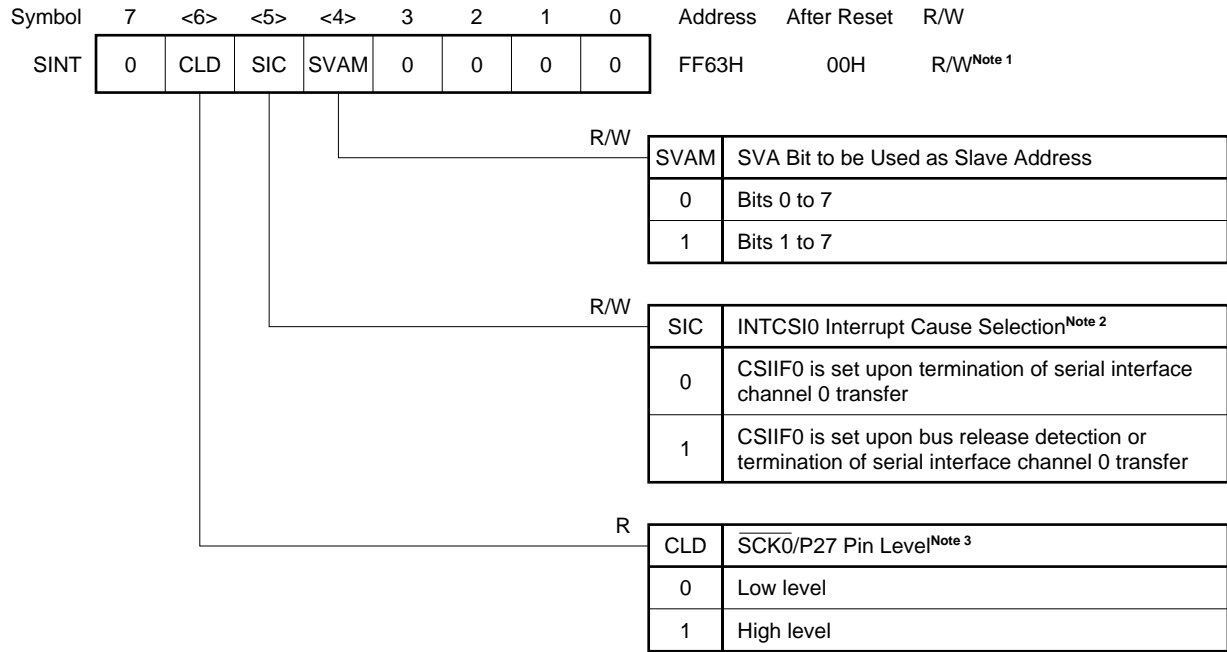 Symbol 7 <6> <5> <4> 3 2 1 0 Address After Reset R/W
SINT 0 CLD SIC SVAM 0 0 0 0 FF63H 00H R/WNote 1
R/W
SVAM SVA Bit to be Used as Slave Address
0 Bits 0 to 7
1 Bits 1 to 7
R/W
SIC INTCSI0 Interrupt Cause SelectionNote 2
0 CSIIF0 is set upon termination of serial interface
channel 0 transfer
1 CSIIF0 is set upon bus release detection or
termination of serial interface channel 0 transfer
R
CLD SCK0/P27 Pin LevelNote 3
0 Low level
1 High level